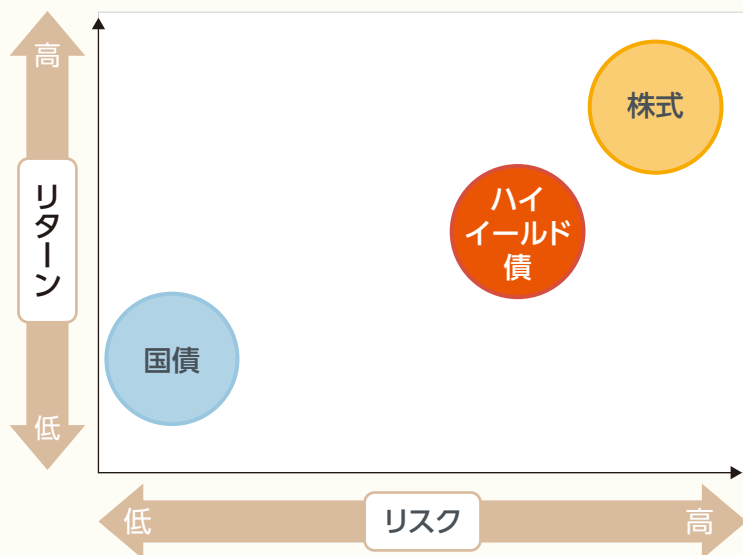 高
リターン
低
株式
ハイ
イールド
債
国債
低
リスク
高